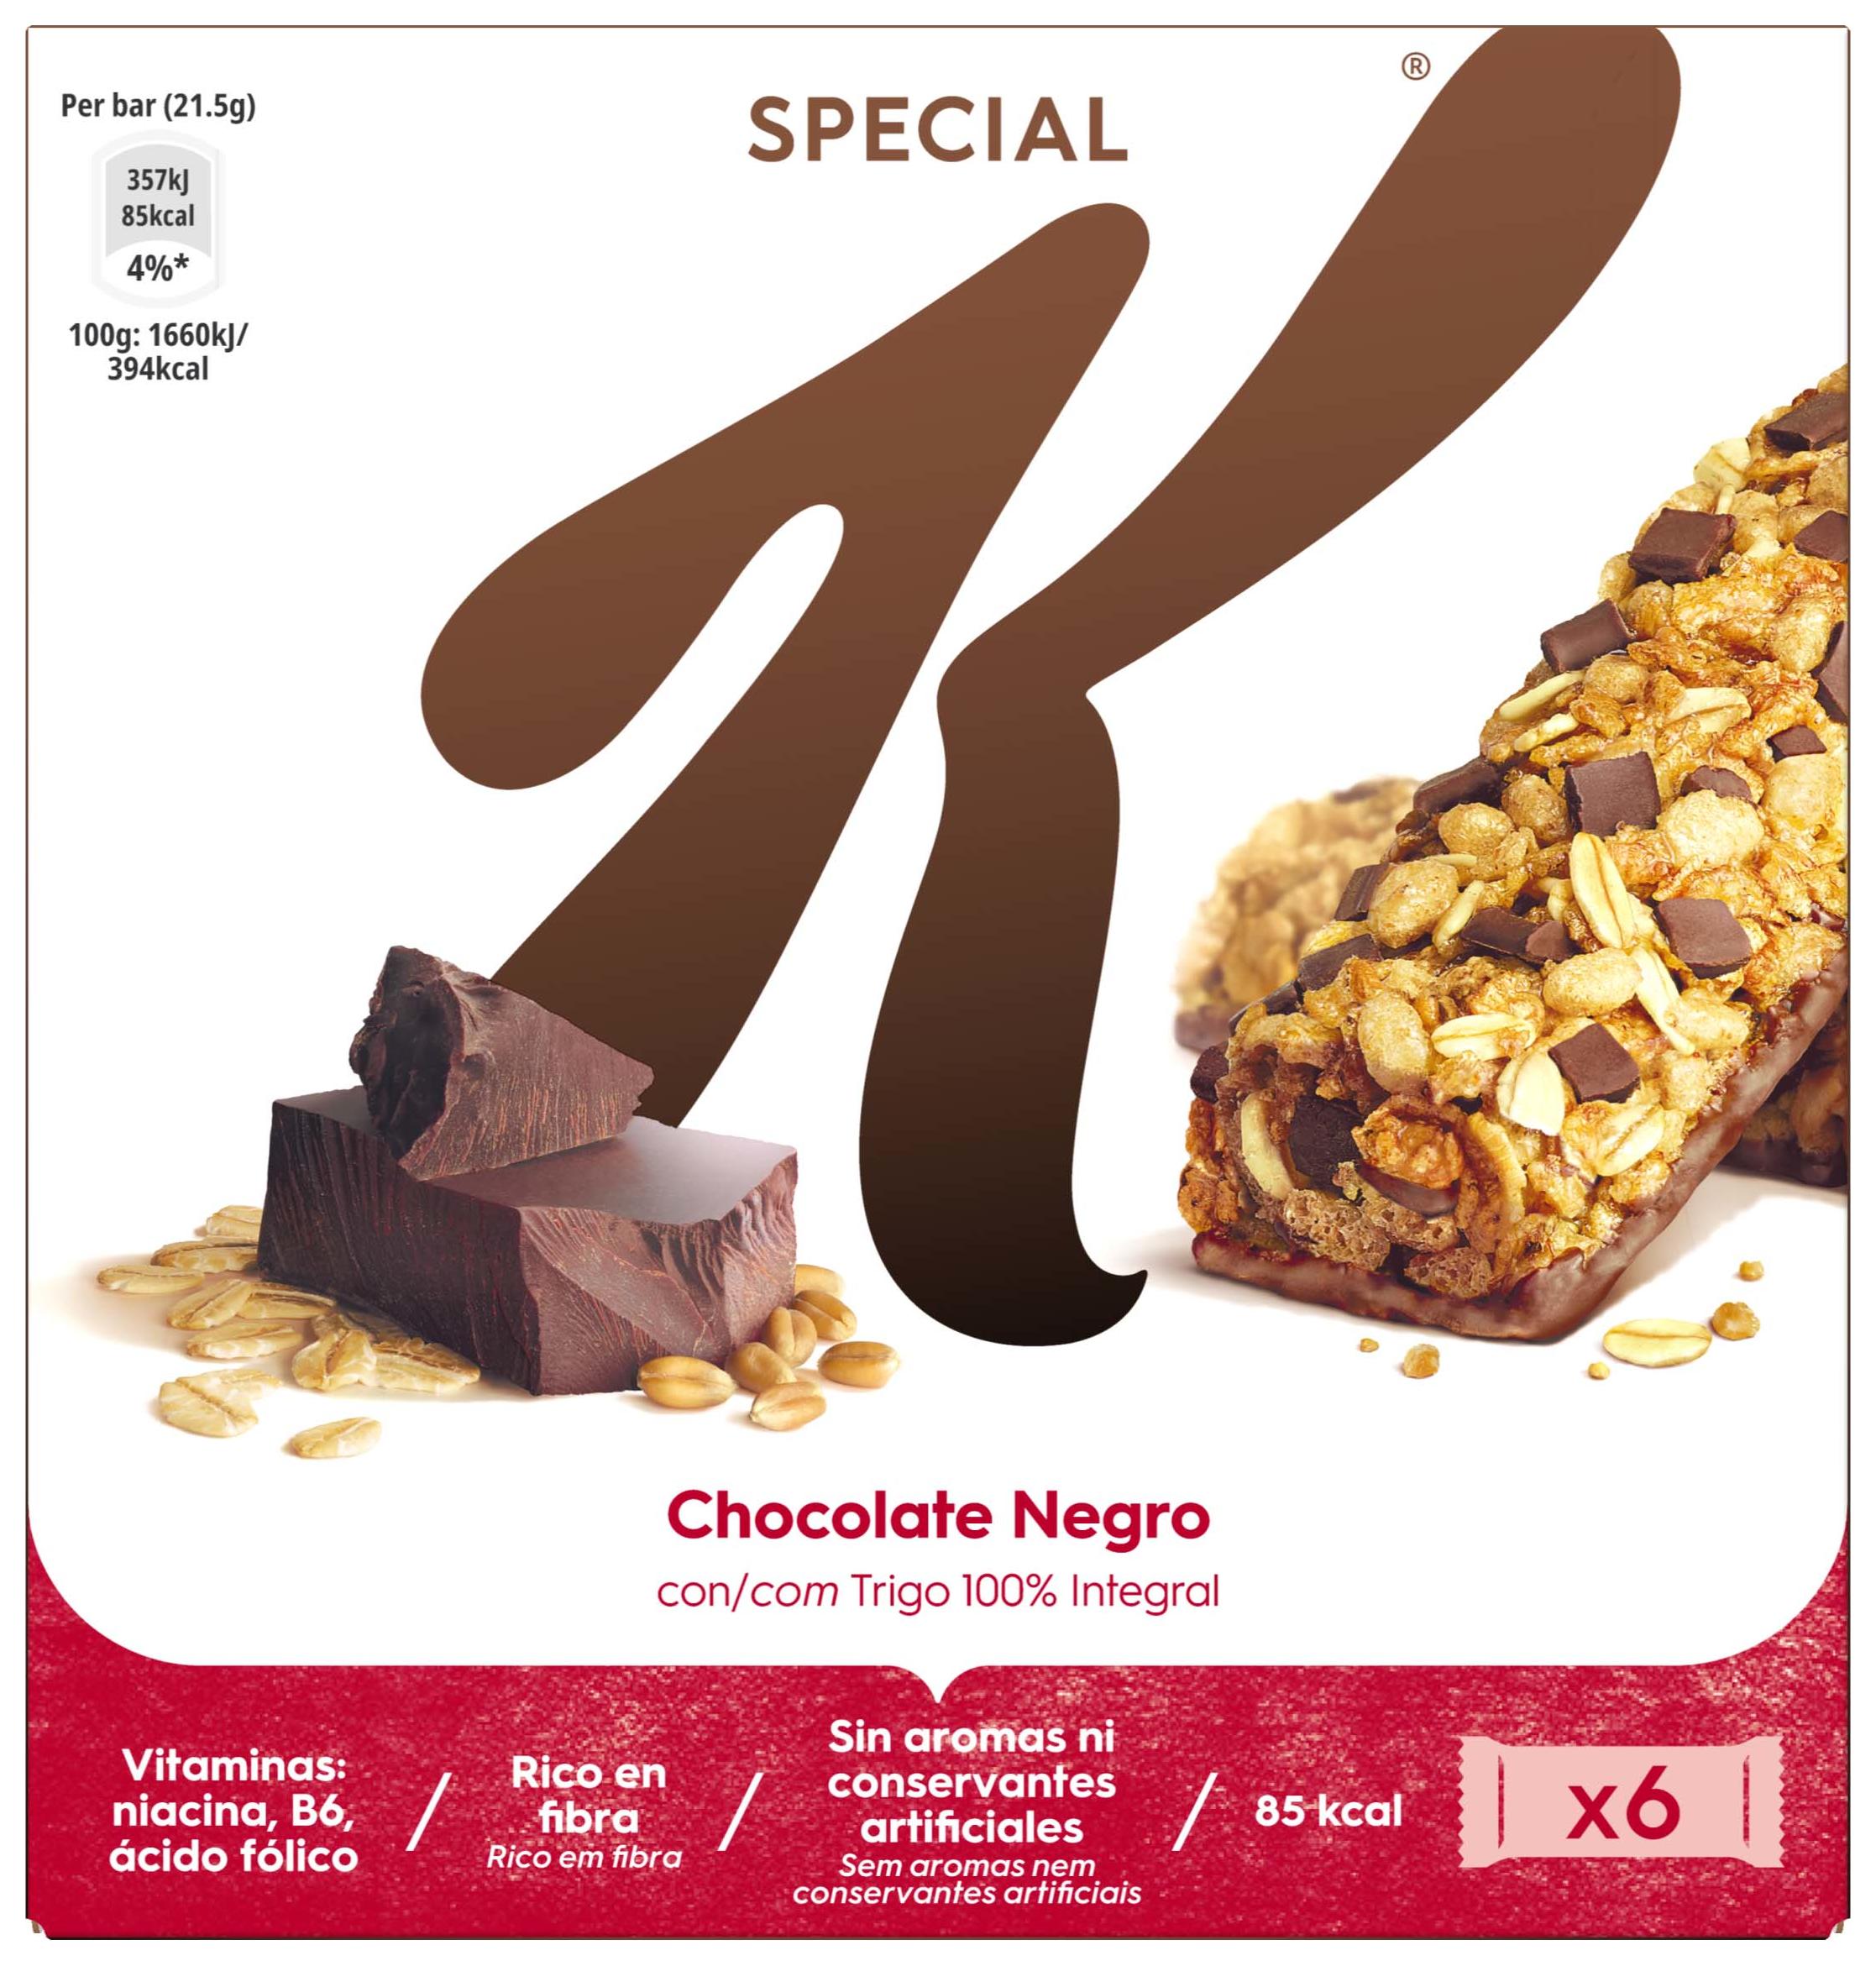 Per bar (21.5g)
357kJ
85kcal
4%*
100g: 1660kJ/
394kcal
SPECIAL
®
K
Chocolate Negro
con/com Trigo 100% Integral
Vitaminas:
niacina, B6,
ácido fólico
/
Rico en
fibra
Rico em fibra
/
Sin aromas ni
conservantes
artificiales
Sem aromas nem
conservantes artificiais
/
85 kcal
x6